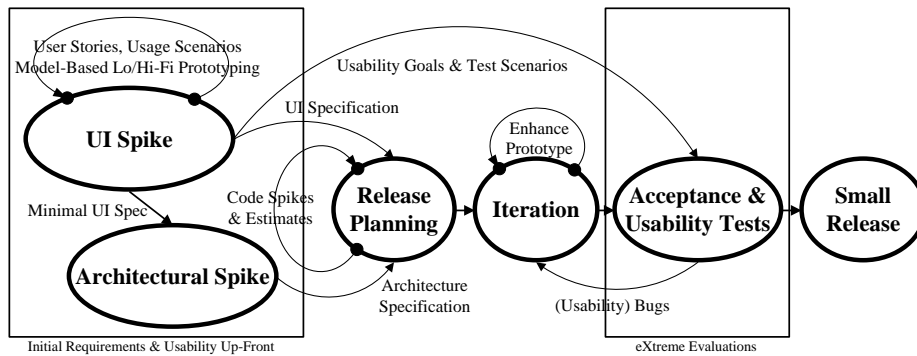 User Stories, Usage Scenarios
Model-Based Lo/Hi-Fi Prototyping
Usability Goals & Test Scenarios
UI Specification
UI Spike
Enhance
Prototype
Code Spikes
& Estimates
Release
Planning
Iteration
Acceptance &
Usability Tests
Small
Release
Minimal UI Spec
Architectural Spike
Architecture
Specification
(Usability) Bugs
Initial Requirements & Usability Up-Front
eXtreme Evaluations